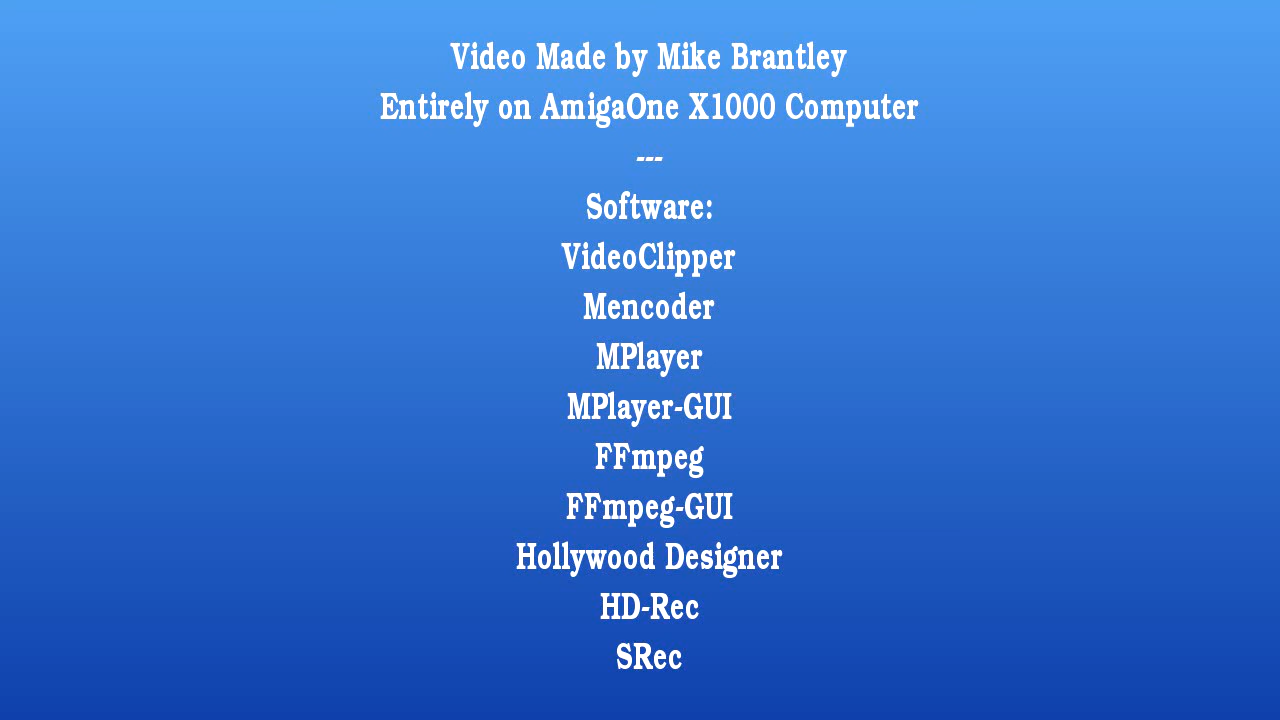 Video Made by Mike Brantley
Entirely on AmigaOne X1000 Computer
---
Software:
VideoClipper
Mencoder
MPlayer
MPlayer-GUI
FFmpeg
FFmpeg-GUI
Hollywood Designer
HD-Rec
SRec